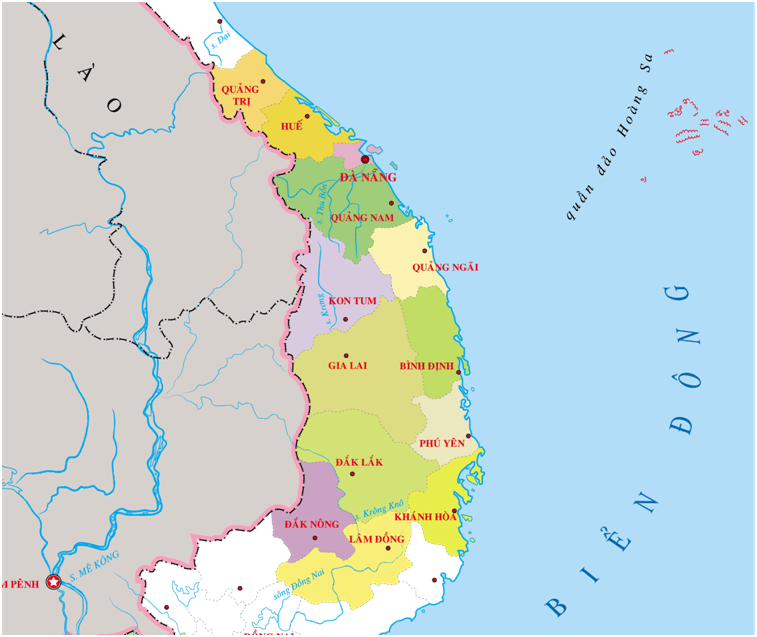 s. Đại
LÀO
QUẢNG
TRỊ
HUẾ
ĐÀ NẴNG
s. Thu Bồn
QUẢNG NAM
quần đảo Hoàng Sa
QUẢNG NGÃI
KON TUM
s. Krông
GIA LAI
BÌNH ĐỊNH
BIỂN ĐÔNG
PHÚ YÊN
ĐẮK LẮK
s. Krông Knô
KHÁNH HÒA
ĐẮK NÔNG
LÂM ĐỒNG
S. MÊ KÔNG
M PÊNH
sông Đồng Nai
ĐỒNG NAI